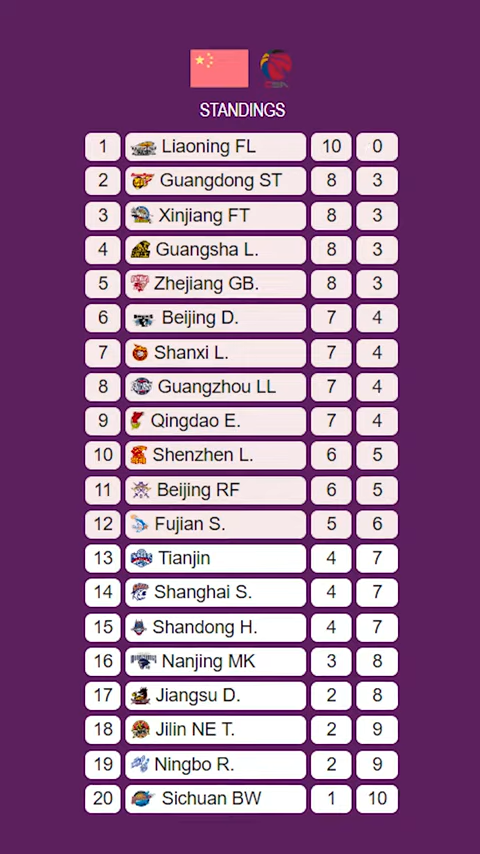 STANDINGS
1 Liaoning FL 10 0
2 Guangdong ST 8 3
3 Xinjiang FT 8 3
4 Guangsha L. 8 3
5 Zhejiang GB. 8 3
6 Beijing D. 7 4
7 Shanxi L. 7 4
8 Guangzhou LL 7 4
9 Qingdao E. 7 4
10 Shenzhen L. 6 5
11 Beijing RF 6 5
12 Fujian S. 5 6
13 Tianjin 4 7
14 Shanghai S. 4 7
15 Shandong H. 4 7
16 Nanjing MK 3 8
17 Jiangsu D. 2 8
18 Jilin NE T. 2 9
19 Ningbo R. 2 9
20 Sichuan BW 1 10